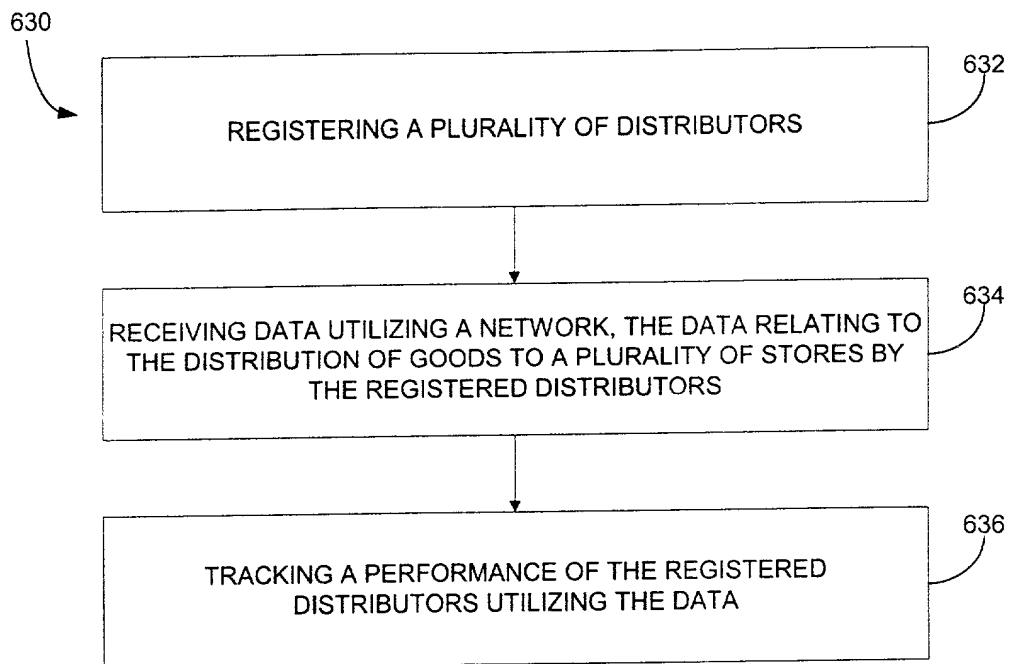 630
632
REGISTERING A PLURALITY OF DISTRIBUTORS
634
RECEIVING DATA UTILIZING A NETWORK, THE DATA RELATING TO
THE DISTRIBUTION OF GOODS TO A PLURALITY OF STORES BY
THE REGISTERED DISTRIBUTORS
636
TRACKING A PERFORMANCE OF THE REGISTERED
DISTRIBUTORS UTILIZING THE DATA